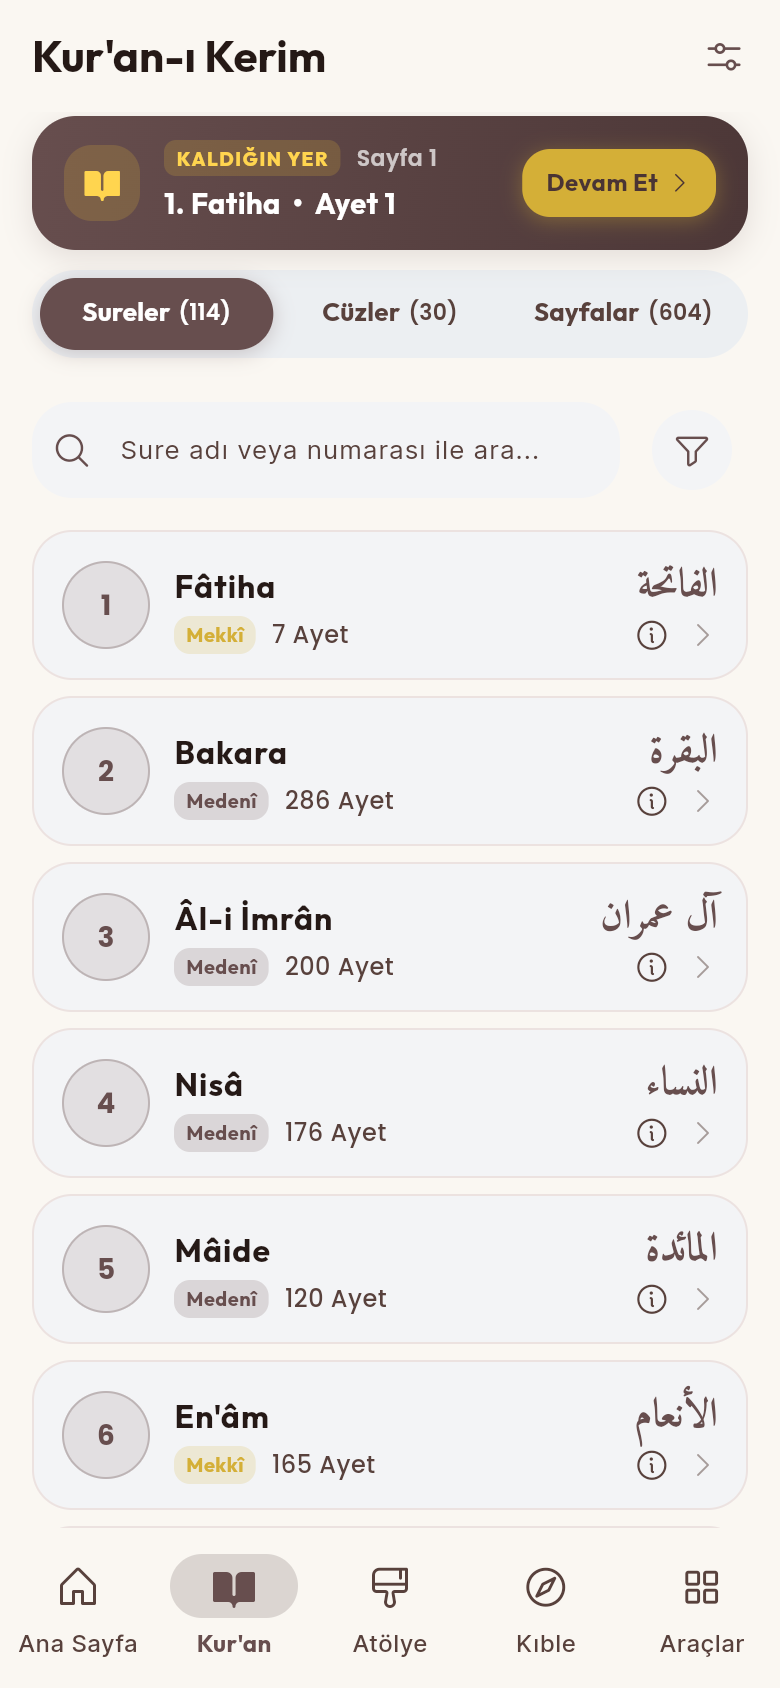 Kur'an-ı Kerim
KALDIĞIN YER Sayfa 1
1. Fatiha • Ayet 1
Devam Et
Sureler (114) Cüzler (30) Sayfalar (604)
Sure adı veya numarası ile ara...
1 Fâtiha الفاتحة
Mekkî 7 Ayet
2 Bakara البقرة
Medenî 286 Ayet
3 Âl-i İmrân آل عمران
Medenî 200 Ayet
4 Nisâ النساء
Medenî 176 Ayet
5 Mâide المائدة
Medenî 120 Ayet
6 En'âm الأنعام
Mekkî 165 Ayet
Ana Sayfa Kur'an Atölye Kıble Araçlar